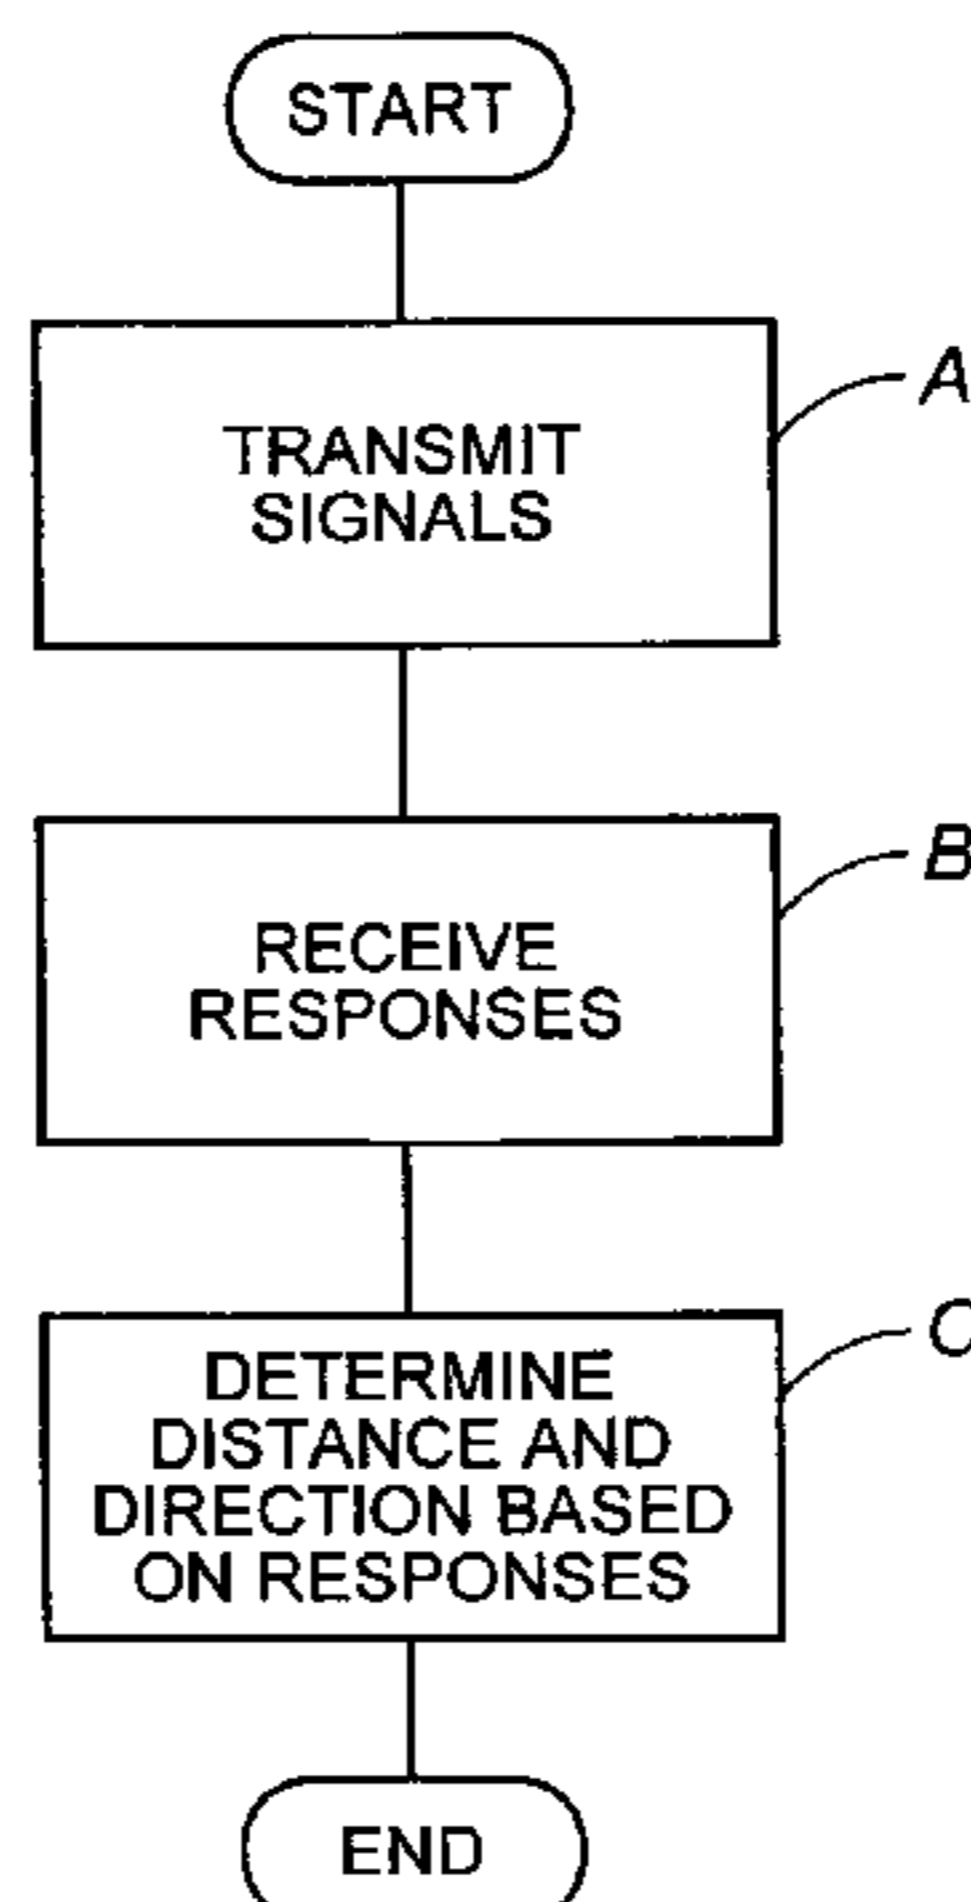 START
A
TRANSMIT
SIGNALS
B
RECEIVE
RESPONSES
C
DETERMINE
DISTANCE AND
DIRECTION BASED
ON RESPONSES
END